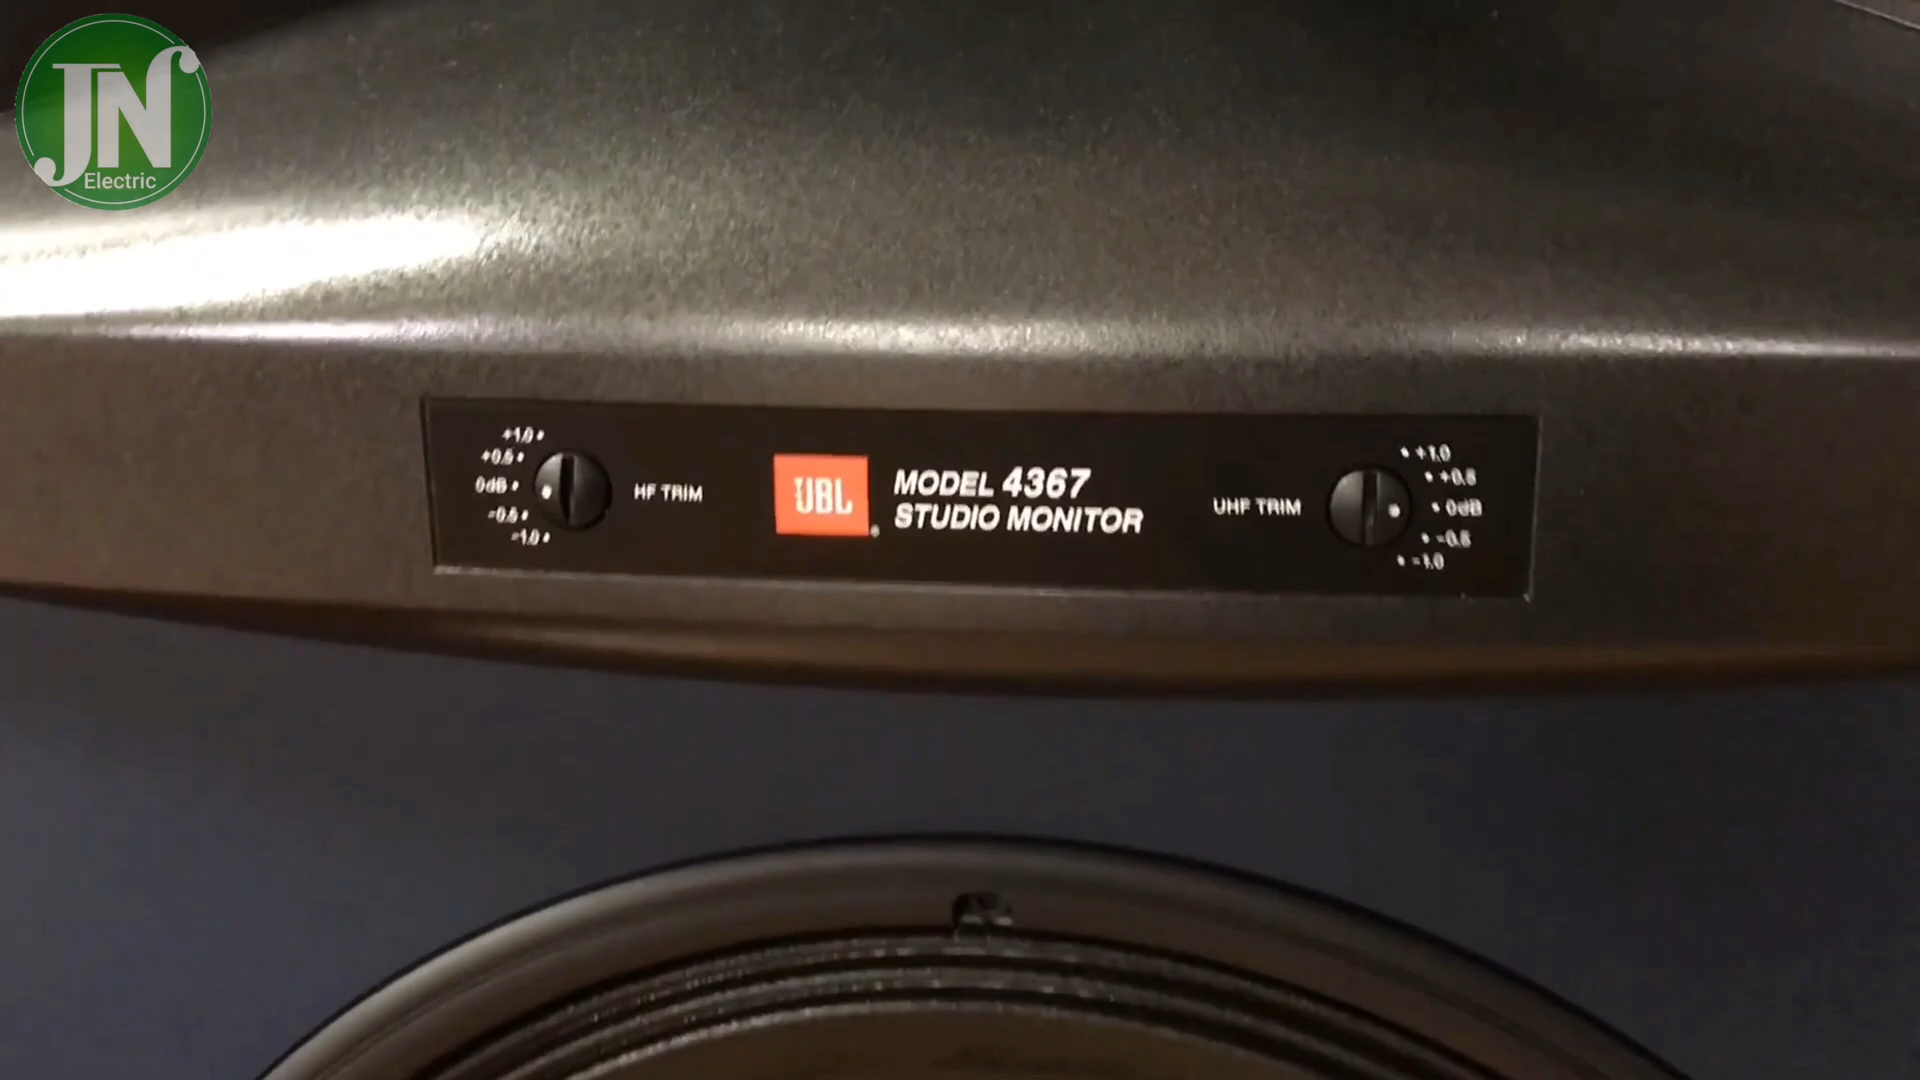 JN
Electric
+1.0
+0.5
0dB
-0.5
-1.0
HF TRIM
JBL
MODEL 4367
STUDIO MONITOR
UHF TRIM
+1.0
+0.5
0dB
-0.5
-1.0